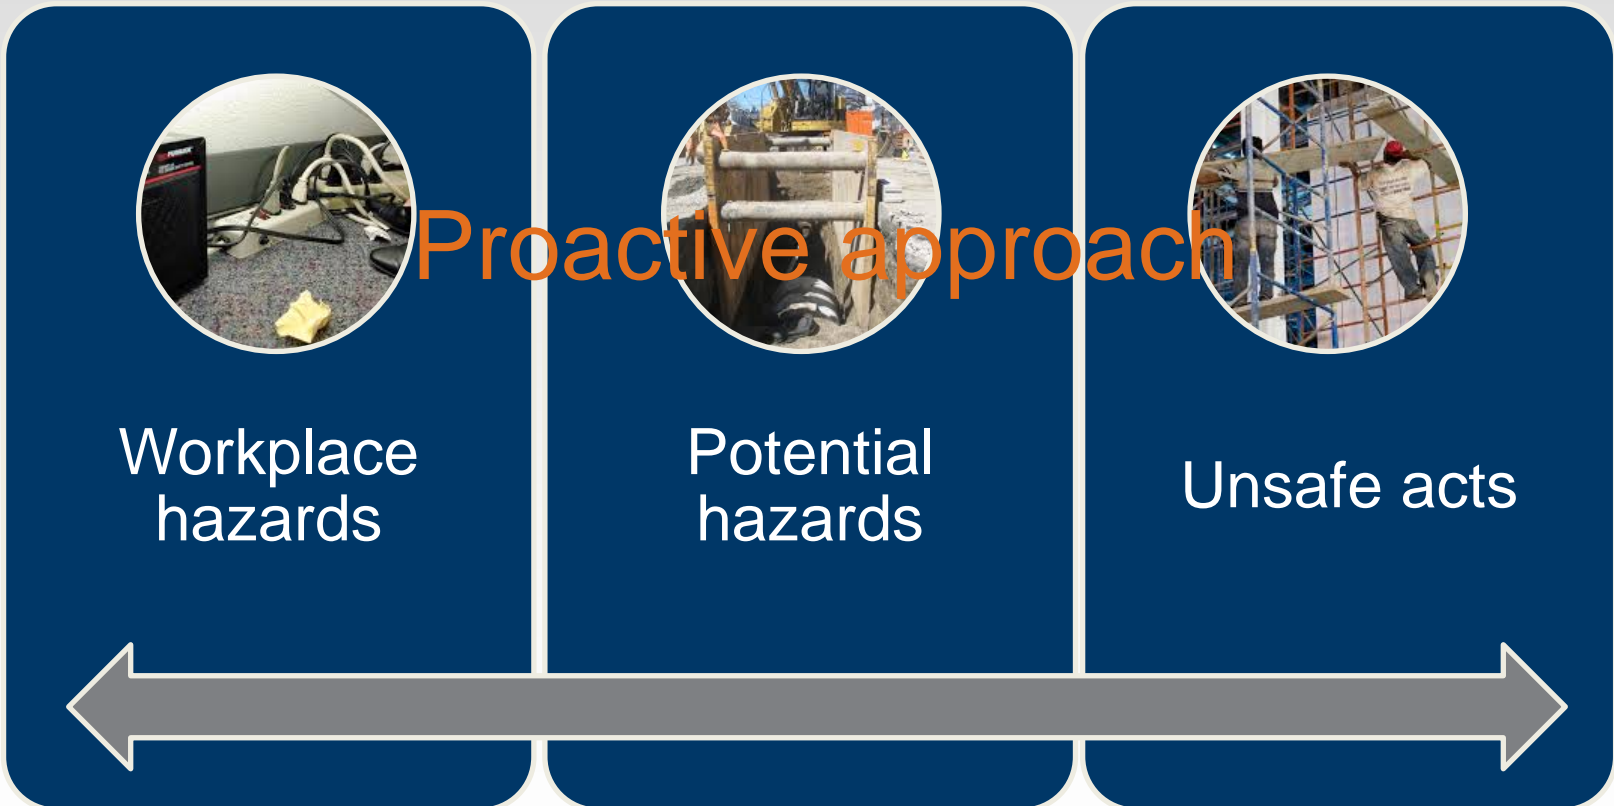 Proactive approach
Workplace
hazards
Potential
hazards
Unsafe acts